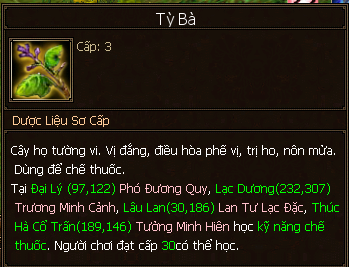 Tỳ Bà
Cấp: 3
Dược Liệu Sơ Cấp
Cây họ tường vi. Vị đắng, điều hòa phế vị, trị ho, nôn mửa.
Dùng để chế thuốc.
Tại Đại Lý (97,122) Phó Đương Quy, Lạc Dương(232,307)
Trương Minh Cảnh, Lâu Lan(30,186) Lan Tư Lạc Đặc, Thúc
Hà Cổ Trấn(189,146) Tưởng Minh Hiên học kỹ năng chế
thuốc. Người chơi đạt cấp 30có thể học.